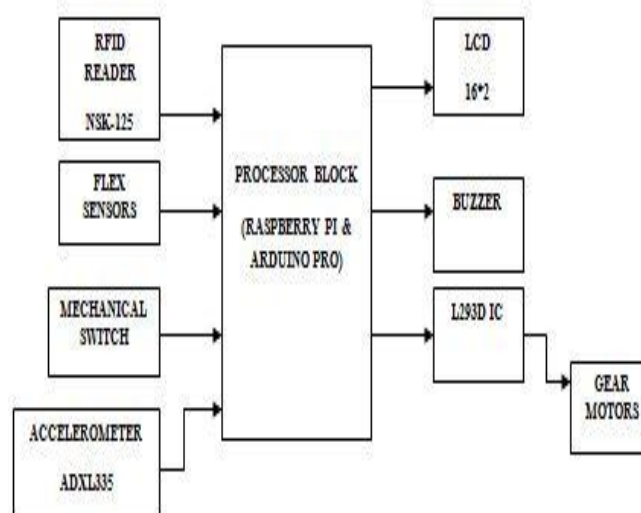 RFID
READER
NSK-125
FLEX
SENSORS
MECHANICAL
SWITCH
ACCELEROMETER
ADXL335
PROCESSOR BLOCK
(RASPBERRY PI &
ARDUINO PRO)
LCD
16*2
BUZZER
L293D IC
GEAR
MOTORS